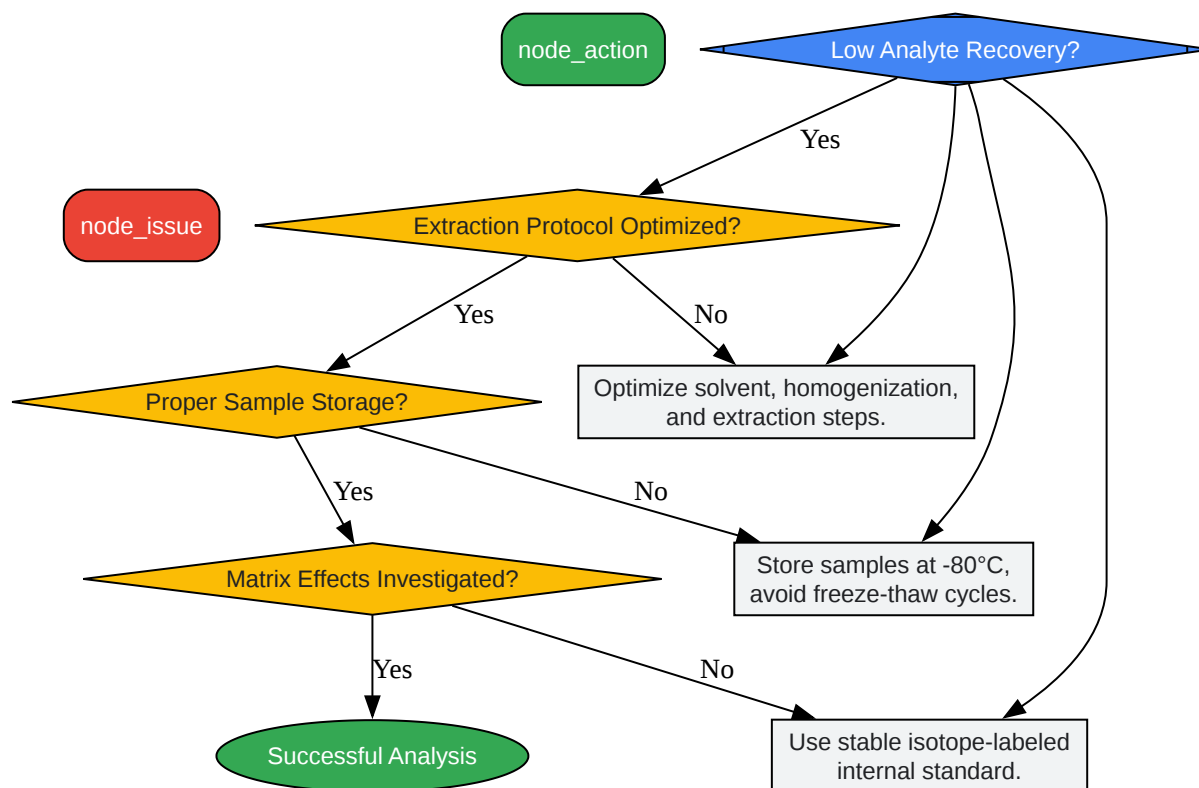 node_action
Low Analyte Recovery?
Yes
node_issue
Extraction Protocol Optimized?
Yes
No
Proper Sample Storage?
Optimize solvent, homogenization,
and extraction steps.
Yes
No
Matrix Effects Investigated?
Store samples at -80°C,
avoid freeze-thaw cycles.
Yes
No
Successful Analysis
Use stable isotope-labeled
internal standard.